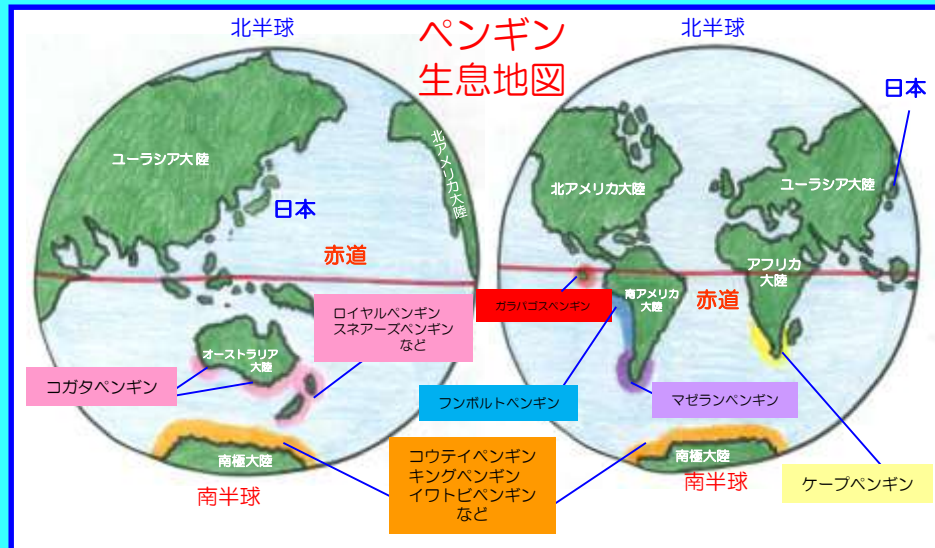 北半球
ペンギン
生息地図
北半球
日本
ユーラシア大陸
北アメリカ大陸
日本
赤道
北アメリカ大陸
ユーラシア大陸
アフリカ
大陸
南アメリカ
大陸
赤道
ロイヤルペンギン
スネアーズペンギン
など
ガラパゴスペンギン
オーストラリア
大陸
コガタペンギン
フンボルトペンギン
マゼランペンギン
南極大陸
南半球
コウテイペンギン
キングペンギン
イワトビペンギン
など
南極大陸
南半球
ケープペンギン